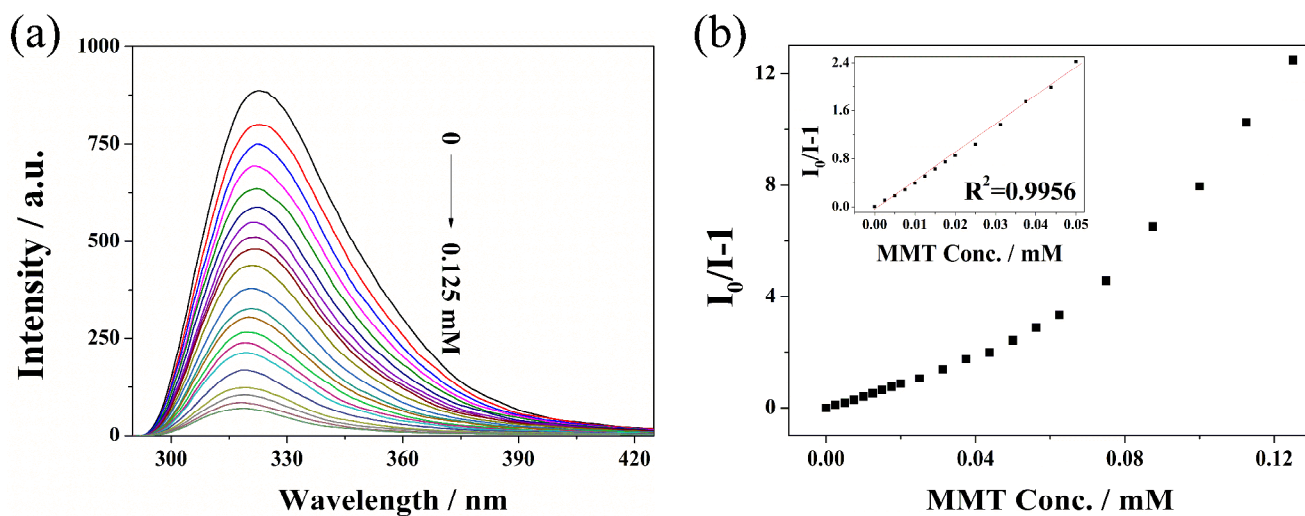 (a)
1000
750
500
250
0
Intensity / a.u.
0
0.125 mM
300
330
360
390
420
Wavelength / nm
(b)
12
8
4
0
I₀/I-1
2.4
1.6
0.8
0.0
I₀/I-1
R²=0.9956
0.00
0.01
0.02
0.03
0.04
0.05
MMT Conc. / mM
0.00
0.04
0.08
0.12
MMT Conc. / mM